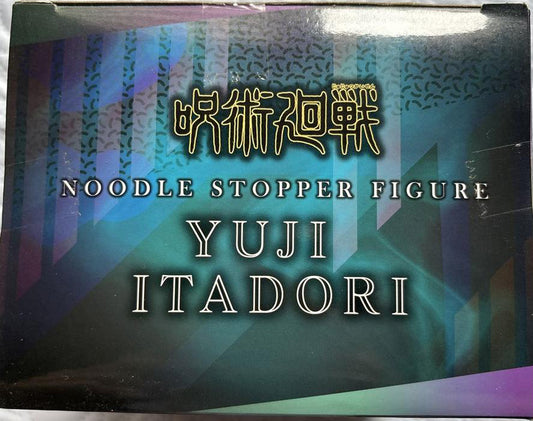 呪術廻戦
NOODLE STOPPER FIGURE
YUJI
ITADORI